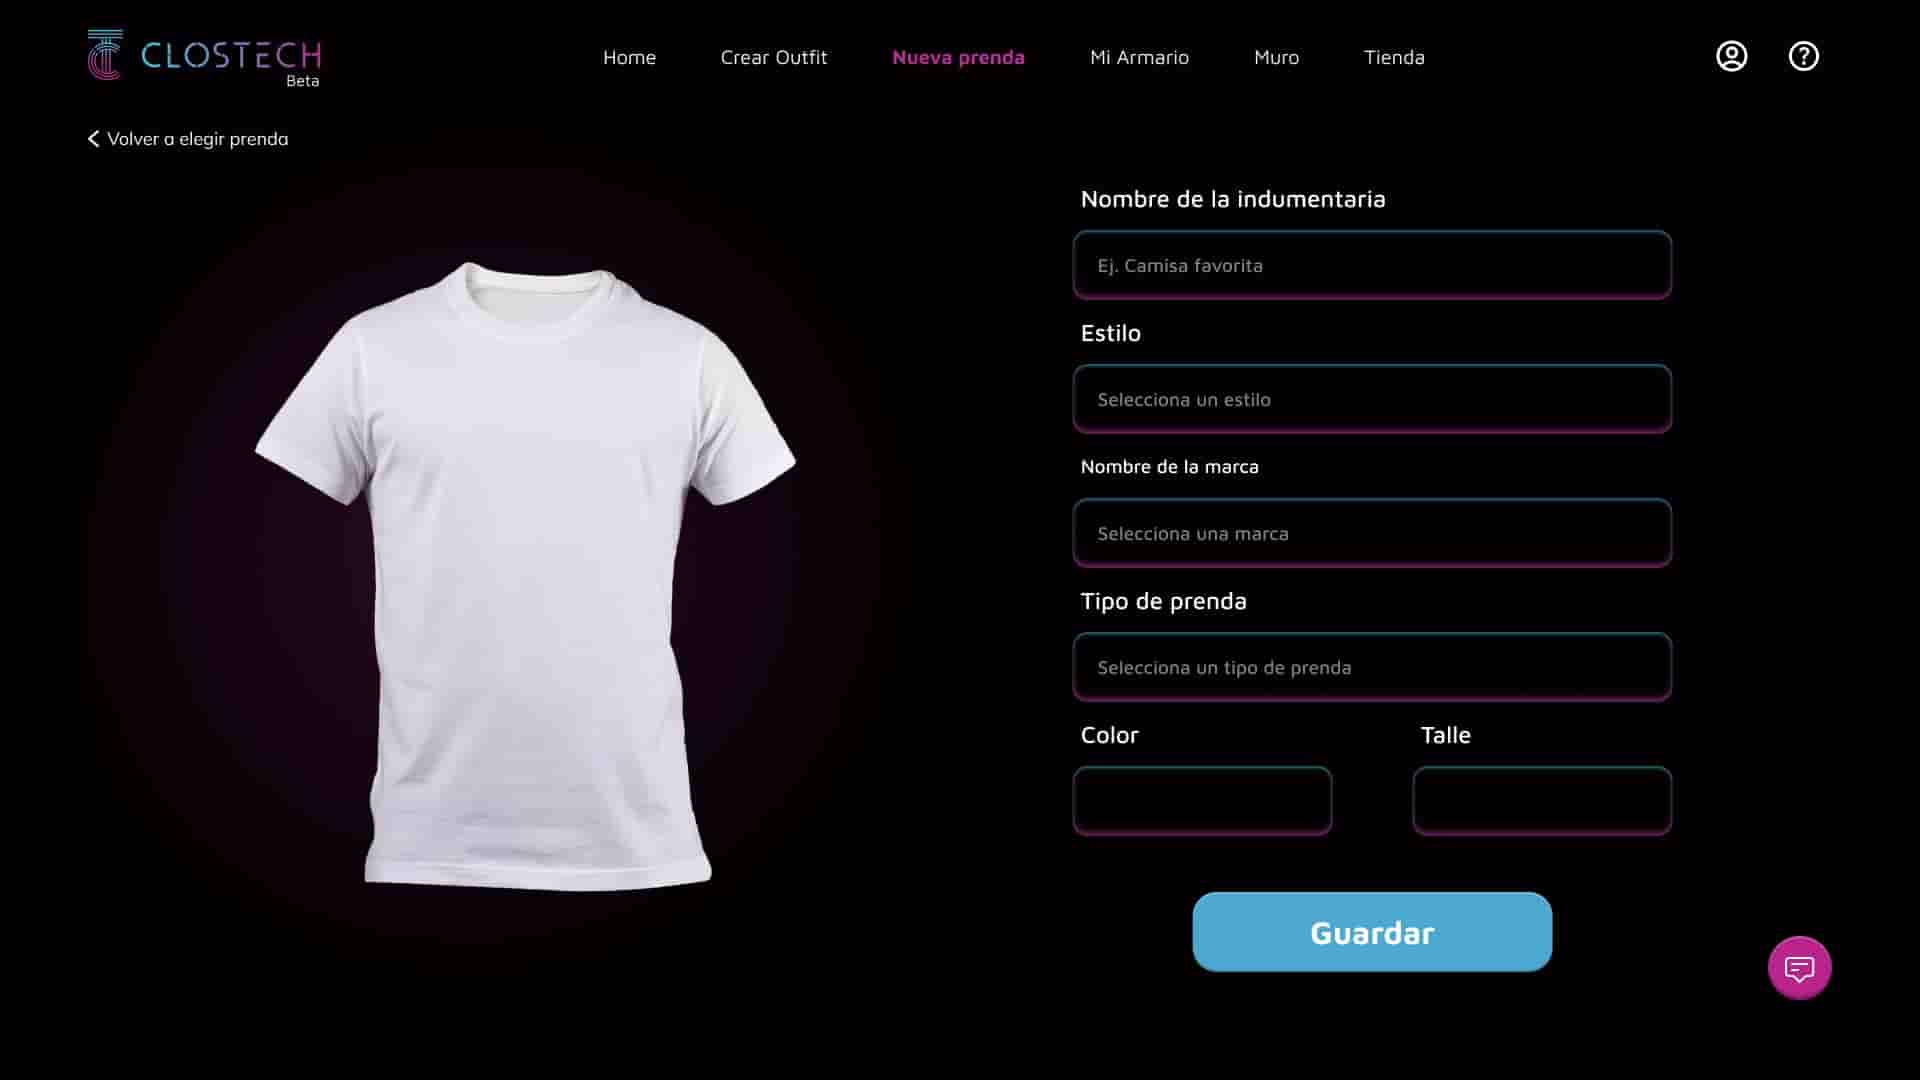 CLOSTECH
Beta
Home
Crear Outfit
Nueva prenda
Mi Armario
Muro
Tienda
Volver a elegir prenda
Nombre de la indumentaria
Ej. Camisa favorita
Estilo
Selecciona un estilo
Nombre de la marca
Selecciona una marca
Tipo de prenda
Selecciona un tipo de prenda
Color
Talle
Guardar